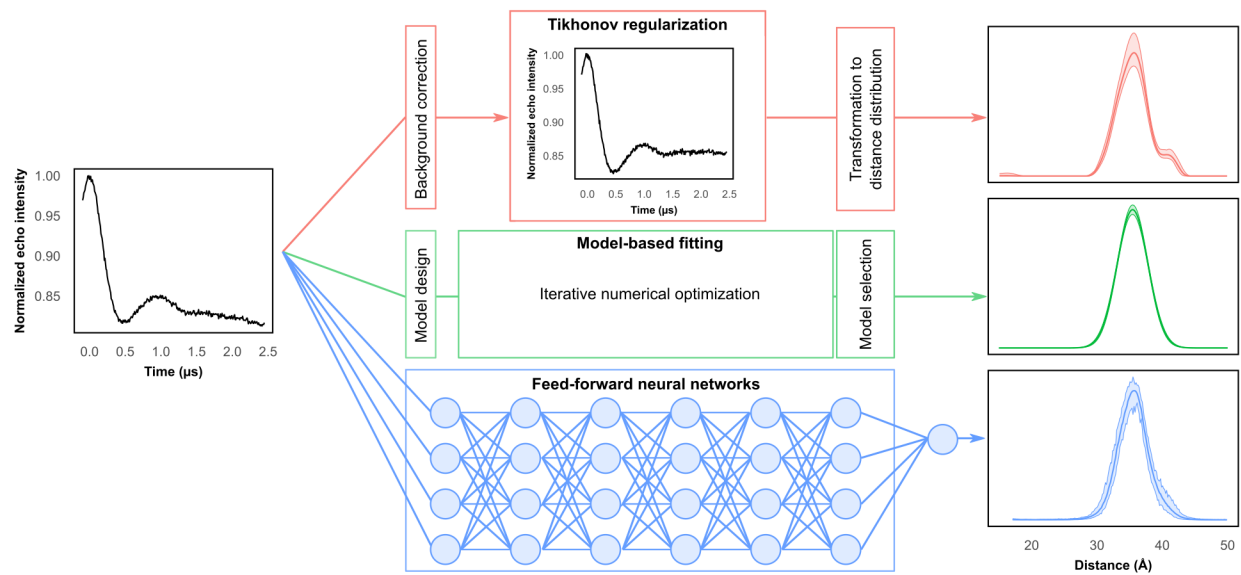 Normalized echo intensity
1.00
0.95
0.90
0.85
0.0 0.5 1.0 1.5 2.0 2.5
Time (µs)
Background correction
Tikhonov regularization
Normalized echo intensity
1.00
0.95
0.90
0.85
0.0 0.5 1.0 1.5 2.0 2.5
Time (µs)
Transformation to
distance distribution
Model design
Model-based fitting
Iterative numerical optimization
Model selection
Feed-forward neural networks
20 30 40 50
Distance (Å)